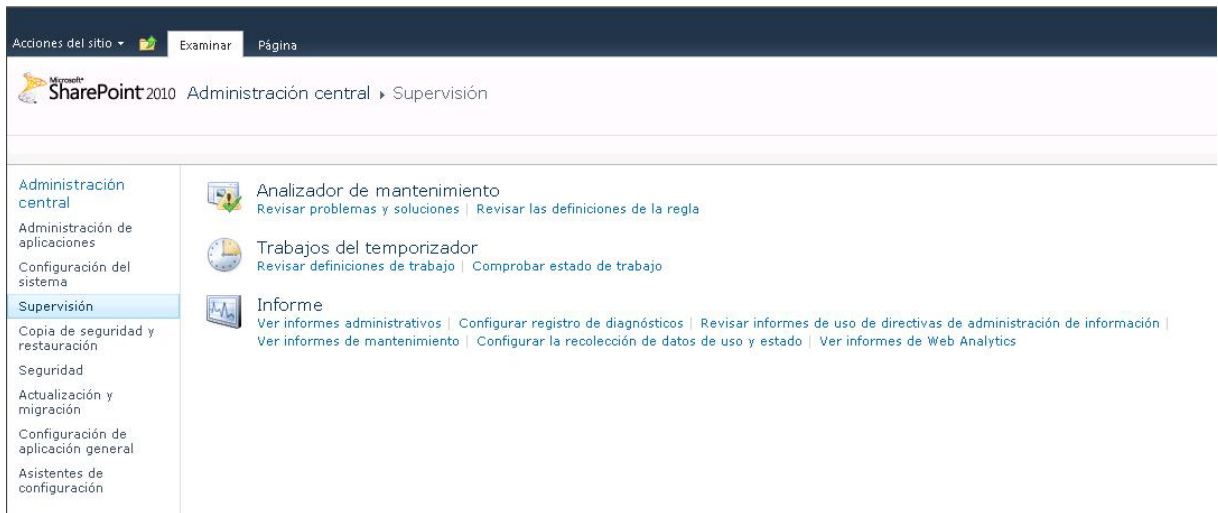 Acciones del sitio
Examinar
Página
Microsoft
SharePoint 2010
Administración central
Supervisión
Administración
central
Administración de
aplicaciones
Configuración del
sistema
Supervisión
Copia de seguridad y
restauración
Seguridad
Actualización y
migración
Configuración de
aplicación general
Asistentes de
configuración
Analizador de mantenimiento
Revisar problemas y soluciones | Revisar las definiciones de la regla
Trabajos del temporizador
Revisar definiciones de trabajo | Comprobar estado de trabajo
Informe
Ver informes administrativos | Configurar registro de diagnósticos | Revisar informes de uso de directivas de administración de información |
Ver informes de mantenimiento | Configurar la recolección de datos de uso y estado | Ver informes de Web Analytics